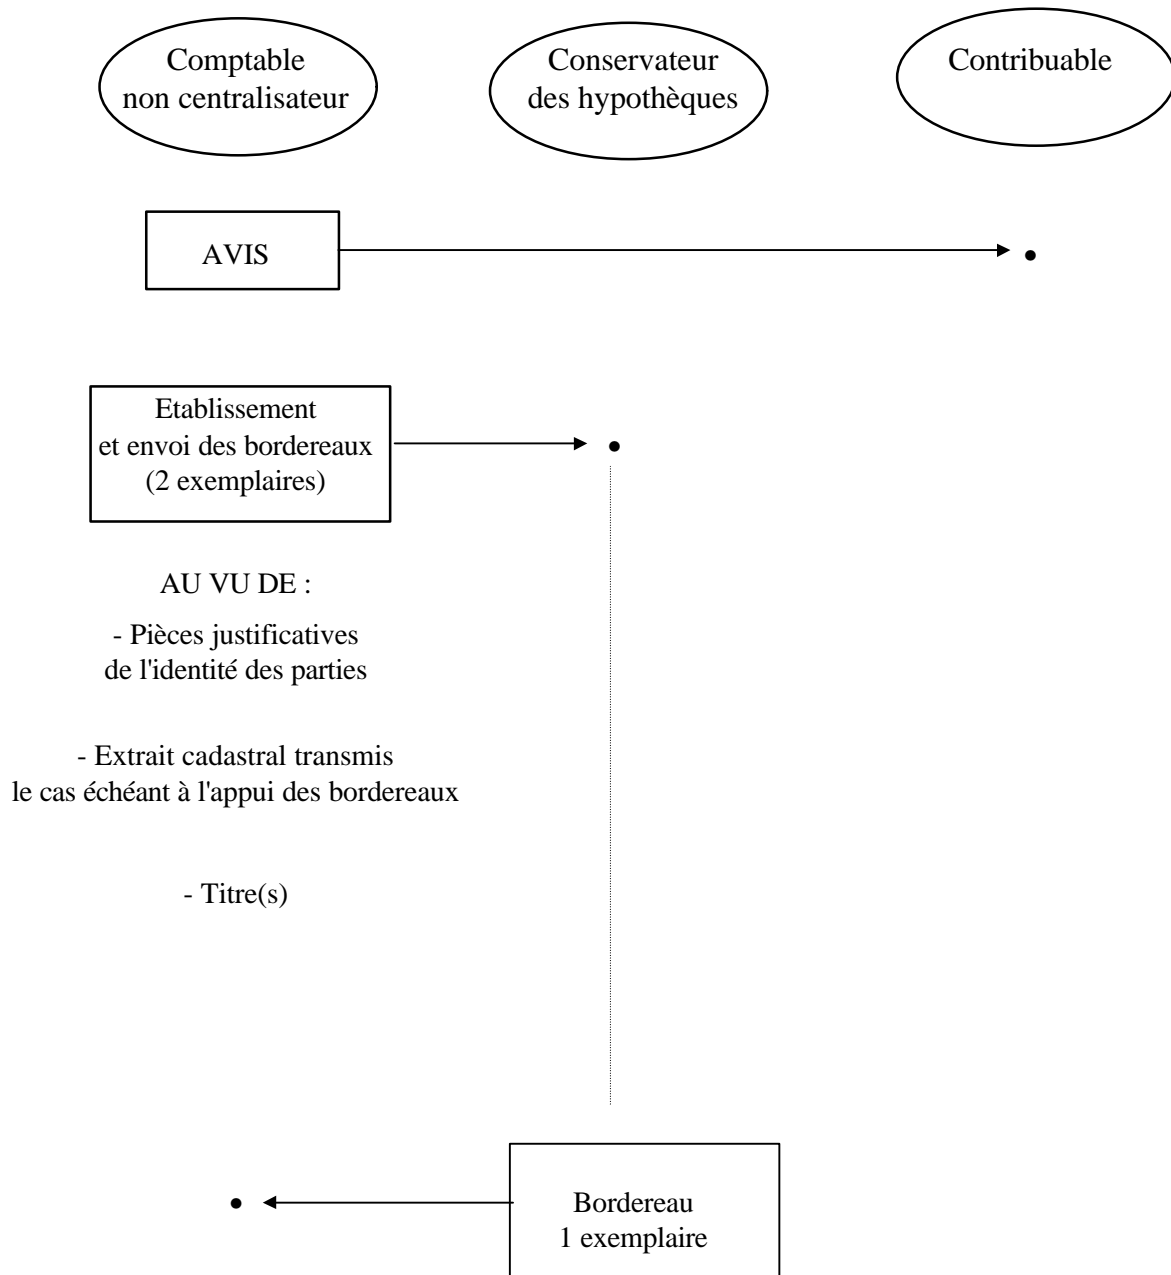 Comptable
non centralisateur
Conservateur
des hypothèques
Contribuable
AVIS
Etablissement
et envoi des bordereaux
(2 exemplaires)
AU VU DE :
- Pièces justificatives
de l'identité des parties
- Extrait cadastral transmis
le cas échéant à l'appui des bordereaux
- Titre(s)
Bordereau
1 exemplaire